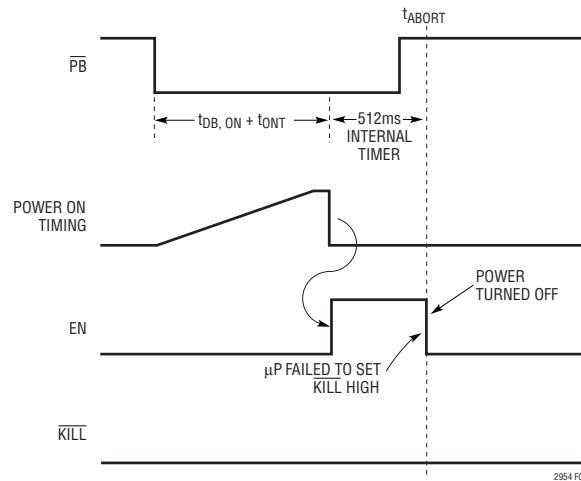 tABORT
PB
tDB, ON + tONT
512ms
INTERNAL
TIMER
POWER ON
TIMING
POWER
TURNED OFF
EN
µP FAILED TO SET
KILL HIGH
KILL